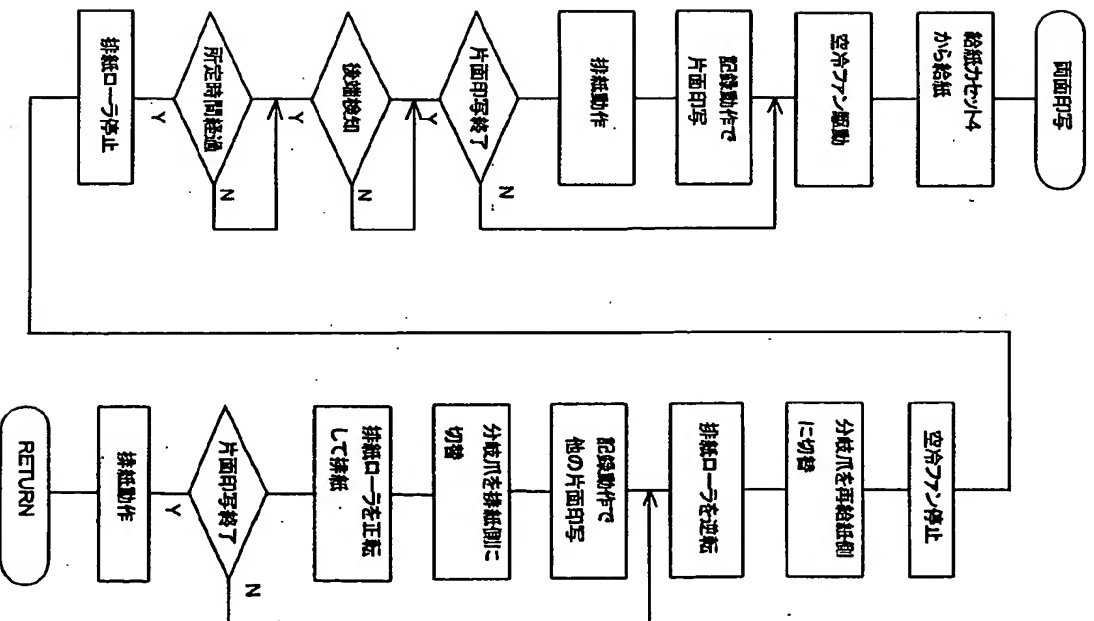 両面印写
給紙カセット4
から給紙
空冷ファン駆動
記録動作で
片面印写
排紙動作
片面印写終了
N
Y
後端検知
N
Y
所定時間経過
N
Y
排紙ローラ停止
空冷ファン停止
分岐爪を再給紙側
に切替
排紙ローラを逆転
記録動作で
他の片面印写
分岐爪を排紙側に
切替
排紙ローラを正転
して排紙
片面印写終了
N
Y
排紙動作
RETURN